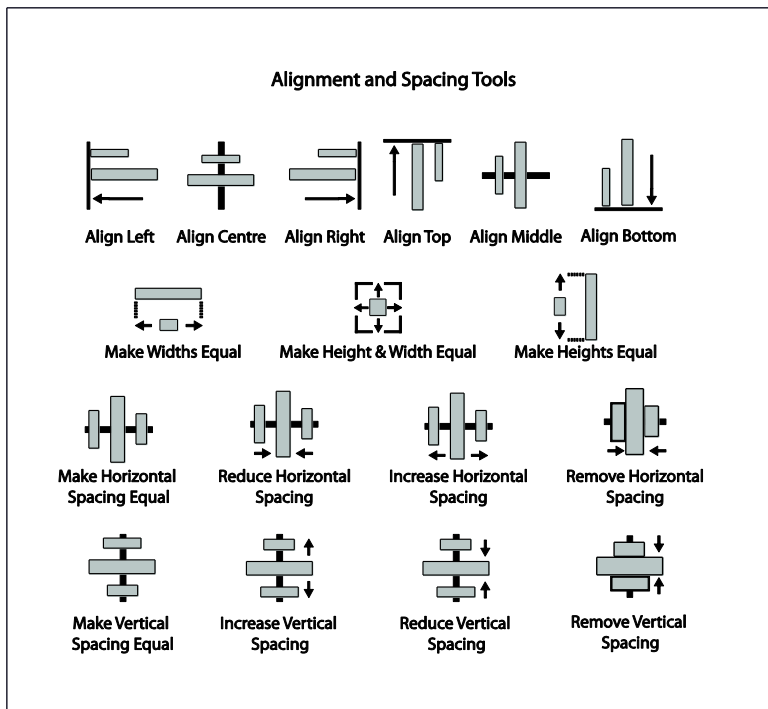 Alignment and Spacing Tools
Align Left
Align Centre
Align Right
Align Top
Align Middle
Align Bottom
Make Widths Equal
Make Height & Width Equal
Make Heights Equal
Make Horizontal
Spacing Equal
Reduce Horizontal
Spacing
Increase Horizontal
Spacing
Remove Horizontal
Spacing
Make Vertical
Spacing Equal
Increase Vertical
Spacing
Reduce Vertical
Spacing
Remove Vertical
Spacing